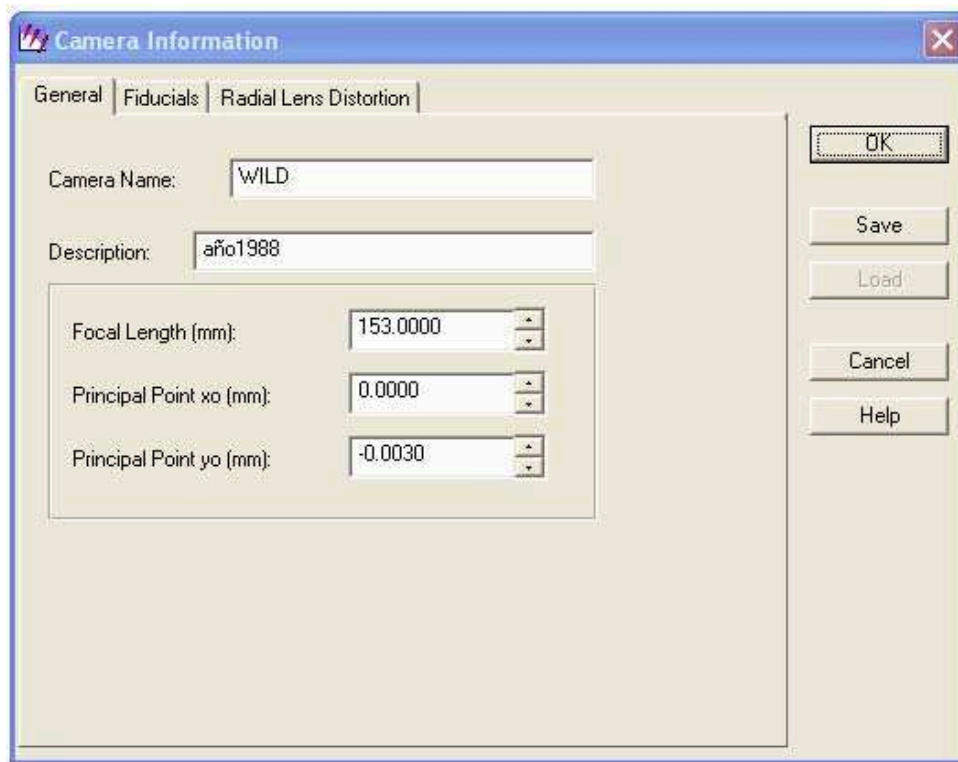 Camera Information
General Fiducials Radial Lens Distortion
Camera Name: WILD
Description: año1988
Focal Length (mm): 153.0000
Principal Point xo (mm): 0.0000
Principal Point yo (mm): -0.0030
OK
Save
Load
Cancel
Help